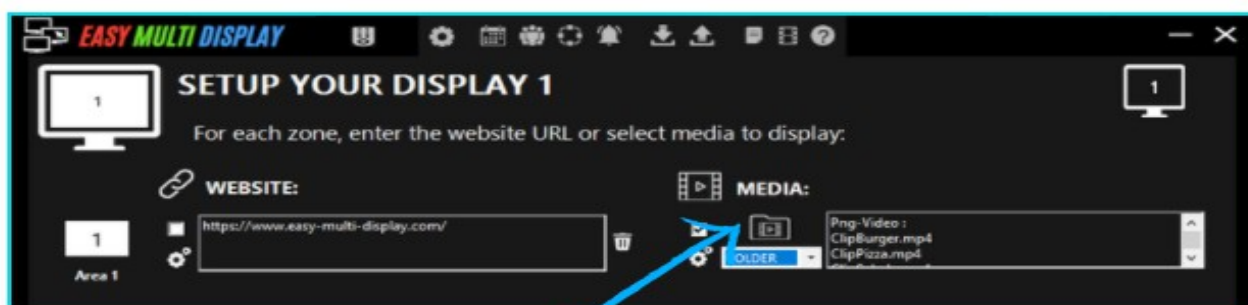 EASY MULTI DISPLAY
1
SETUP YOUR DISPLAY 1
1
For each zone, enter the website URL or select media to display:
WEBSITE:
MEDIA:
1
https://www.easy-multi-display.com/
Png-Video :
ClipBurger.mp4
OLDER
ClipPizza.mp4
Area 1